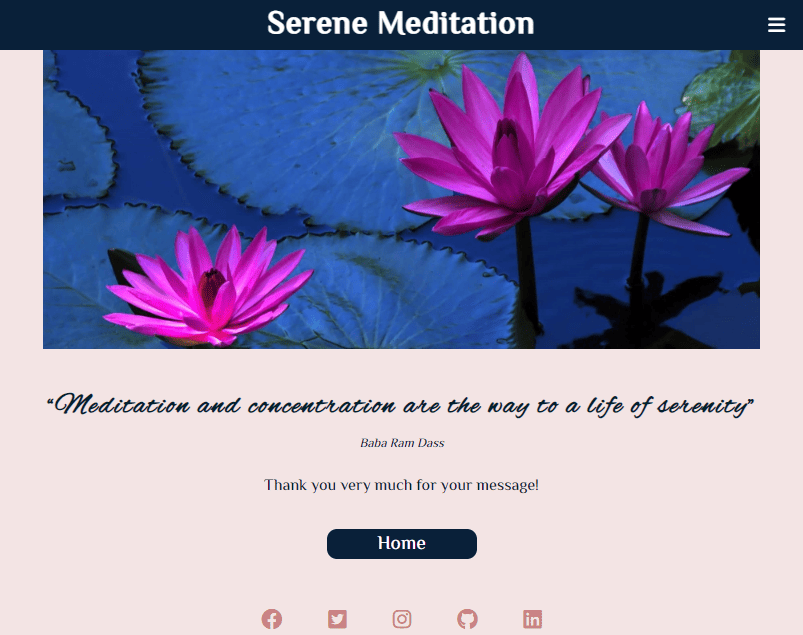 Serene Meditation
“Meditation and concentration are the way to a life of serenity”
Baba Ram Dass
Thank you very much for your message!
Home